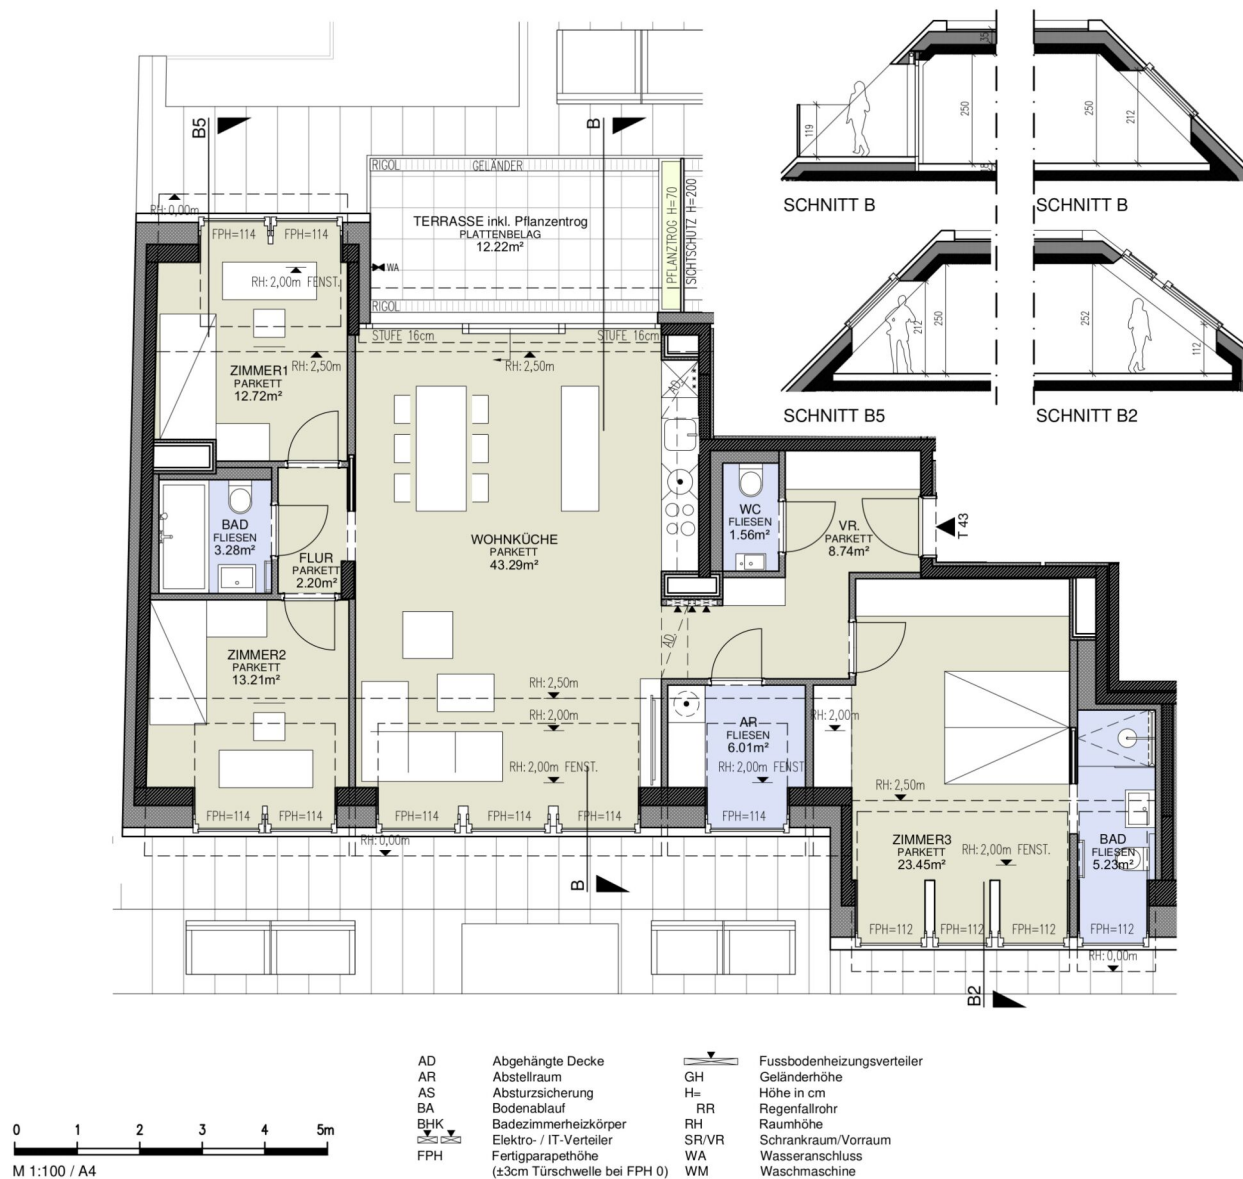 B5
B
RIGOL
GELÄNDER
RH: 0,00m
FPH=114
FPH=114
TERRASSE inkl. Pflanzentrog
PLATTENBELAG
12.22m²
PFLANZTROG H=70
SICHTSCHUTZ H=200
WA
RH: 2,00m FENST.
RIGOL
STUFE 16cm
STUFE 16cm
ZIMMER1
PARKETT
12.72m²
RH: 2,50m
RH: 2,50m
AD
BAD
FLIESEN
3.28m²
FLUR
PARKETT
2.20m²
WOHNKÜCHE
PARKETT
43.29m²
WC
FLIESEN
1.56m²
VR.
PARKETT
8.74m²
T 43
ZIMMER2
PARKETT
13.21m²
AD
RH: 2,50m
RH: 2,00m
RH: 2,00m FENST.
AR
FLIESEN
6.01m²
RH: 2,00m FENST.
RH: 2,00m
RH: 2,50m
FPH=114
FPH=114
FPH=114
FPH=114
FPH=114
FPH=114
RH: 0,00m
ZIMMER3
PARKETT
23.45m²
RH: 2,00m FENST.
BAD
FLIESEN
5.23m²
FPH=112
FPH=112
FPH=112
FPH=112
RH: 0,00m
B
B2
119
250
35
18
250
212
SCHNITT B
SCHNITT B
212
250
252
112
SCHNITT B5
SCHNITT B2
AD Abgehängte Decke
AR Abstellraum
AS Absturzsicherung
BA Bodenablauf
BHK Badezimmerheizkörper
Elektro- / IT-Verteiler
FPH Fertigparapethöhe
(±3cm Türschwelle bei FPH 0)
Fussbodenheizungsverteiler
GH Geländerhöhe
H= Höhe in cm
RR Regenfallrohr
RH Raumhöhe
SR/VR Schrankraum/Vorraum
WA Wasseranschluss
WM Waschmaschine
0 1 2 3 4 5m
M 1:100 / A4